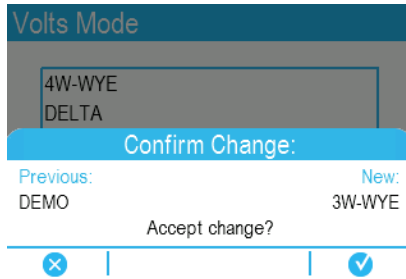 Volts Mode
4W-WYE
DELTA
Confirm Change:
Previous: New:
DEMO 3W-WYE
Accept change?